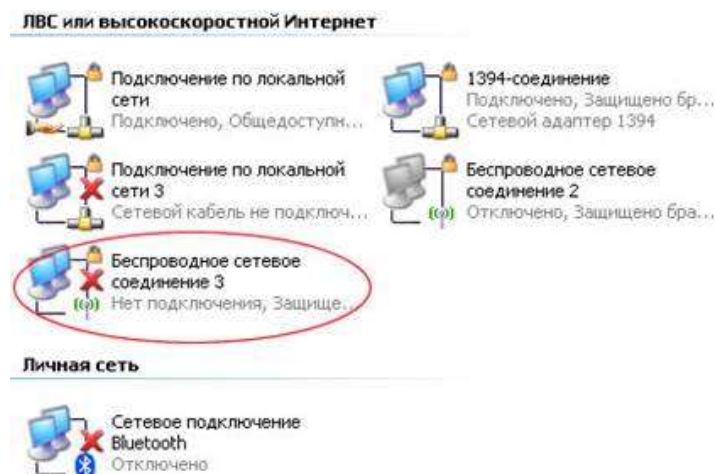 ЛВС или высокоскоростной Интернет
Подключение по локальной
сети
Подключено, Общедоступн...
1394-соединение
Подключено, Защищено бр...
Сетевой адаптер 1394
Подключение по локальной
сети 3
Сетевой кабель не подключ...
Беспроводное сетевое
соединение 2
Отключено, Защищено бра...
Беспроводное сетевое
соединение 3
Нет подключения, Защище...
Личная сеть
Сетевое подключение
Bluetooth
Отключено